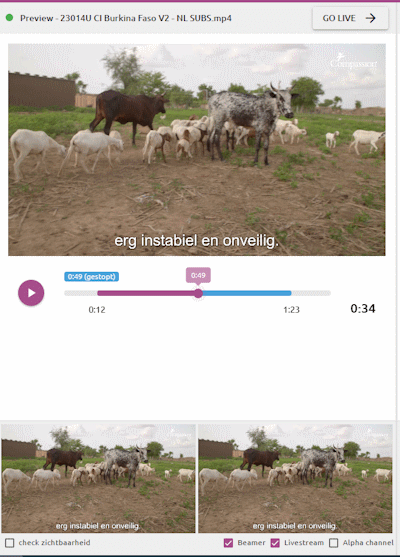 Preview - 23014U CI Burkina Faso V2 - NL SUBS.mp4
GO LIVE
Compassion
erg instabiel en onveilig.
0:49 (gestopt)
0:49
0:12
1:23
0:34
erg instabiel en onveilig.
erg instabiel en onveilig.
check zichtbaarheid
Beamer
Livestream
Alpha channel